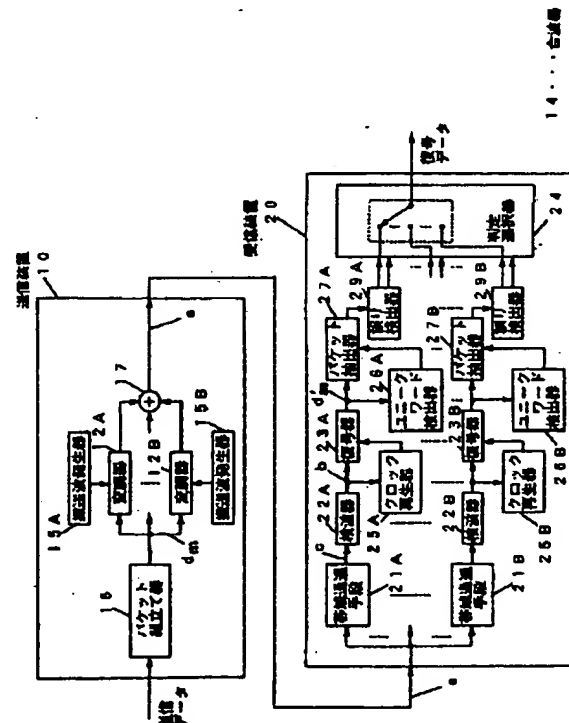 送信装置
10
搬送波発生器
15A
変調器
12A
17
a
12B
変調器
15B
搬送波発生器
dm
16
パケット
組立て器
送信
データ
受信装置
20
復号
データ
判定
選択器
24
27A
パケット
検出器
29A
誤り
検出器
d'm
26A
ユニーク
ワード
検出器
23A
復号器
b
22A
検波器
25A
クロック
再生器
c
21A
帯域通過
手段
27B
パケット
検出器
29B
誤り
検出器
ユニーク
ワード
検出器
26B
23B
復号器
22B
検波器
クロック
再生器
25B
帯域通過
手段
21B
a
14・・・合波器